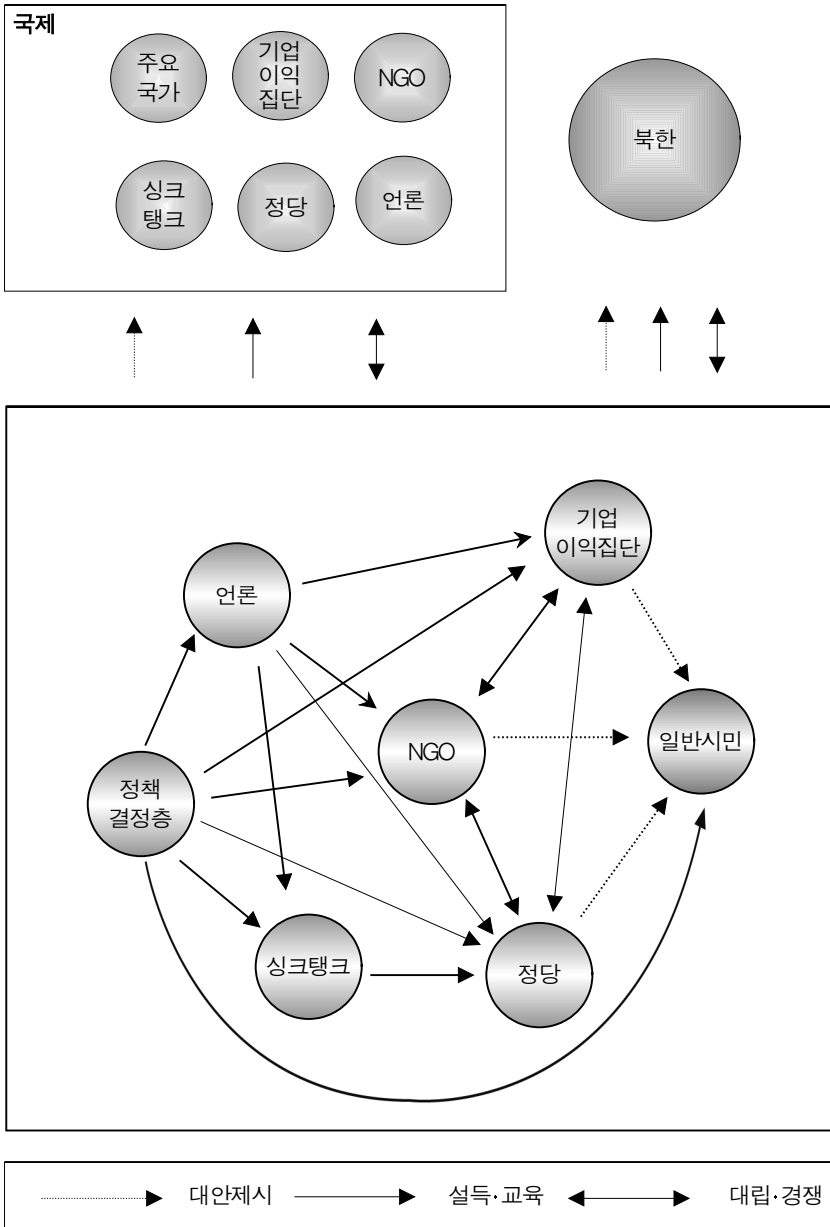 국제
주요
국가
기업
이익
집단
NGO
북한
싱크
탱크
정당
언론
기업
이익집단
언론
NGO
일반시민
정책
결정층
싱크탱크
정당
대안제시
설득·교육
대립·경쟁